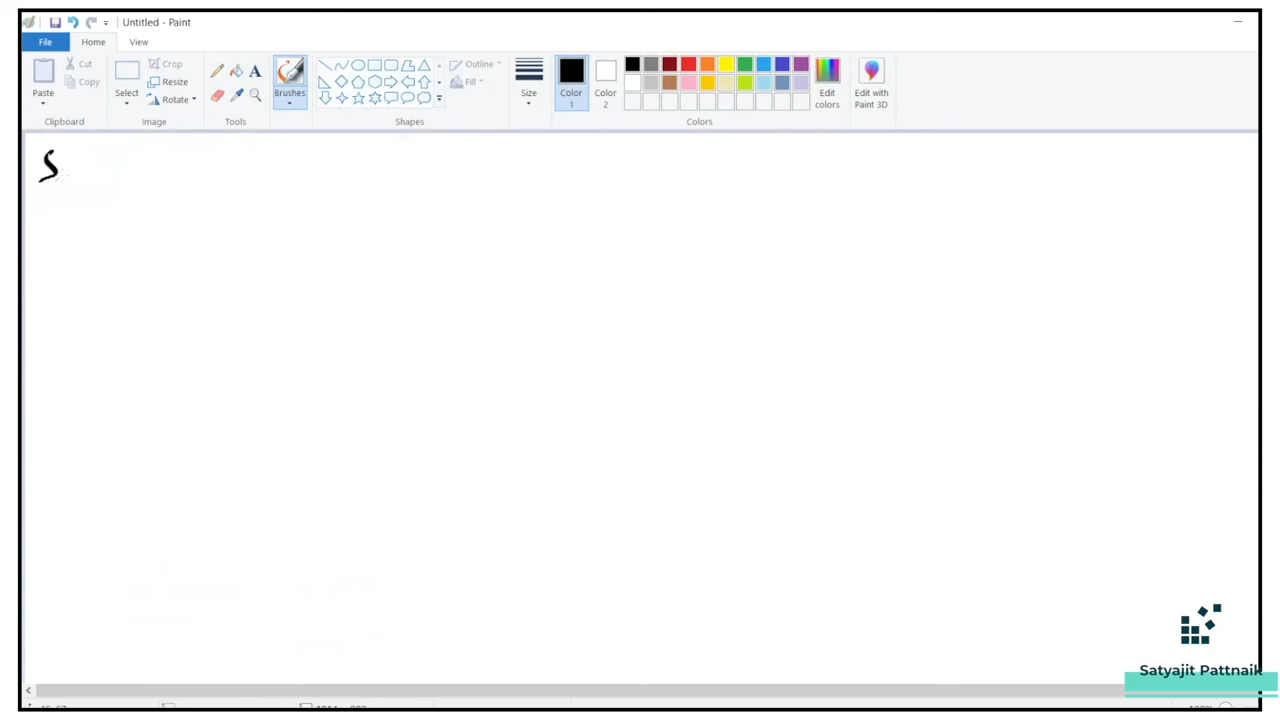 Untitled - Paint
File Home View
Cut
Copy
Paste
Clipboard
Select
Crop
Resize
Rotate
Image
A
Tools
Brushes
Outline
Fill
Shapes
Size
Color 1
Color 2
Edit colors
Edit with Paint 3D
Colors
S
Satyajit Pattnaik